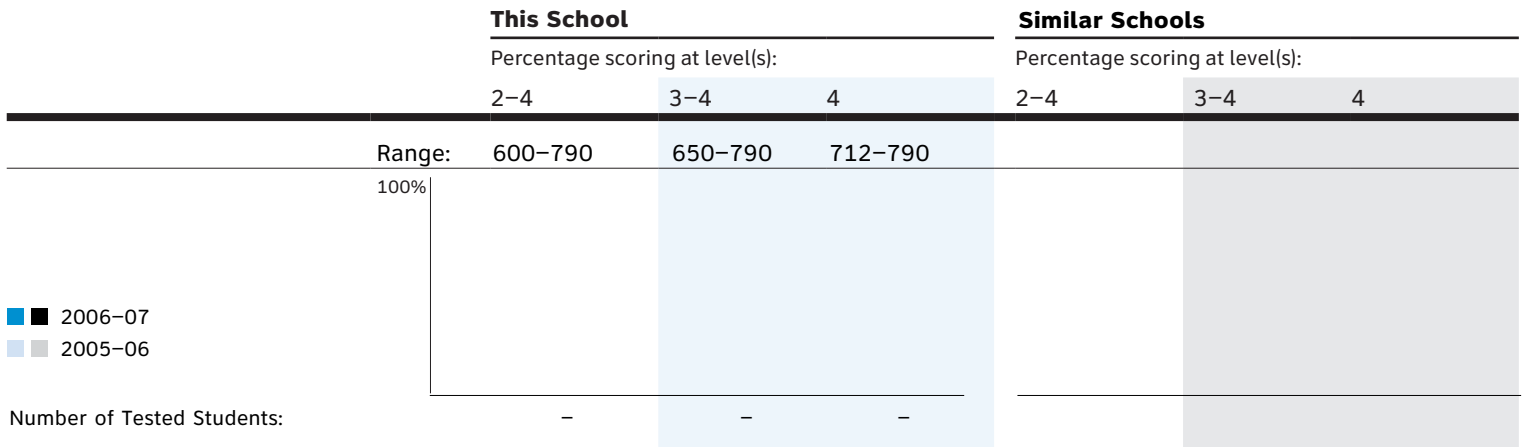 This School Similar Schools
Percentage scoring at level(s): Percentage scoring at level(s):
2–4 3–4 4 2–4 3–4 4
Range: 600–790 650–790 712–790
100%
2006–07
2005–06
Number of Tested Students: – – –